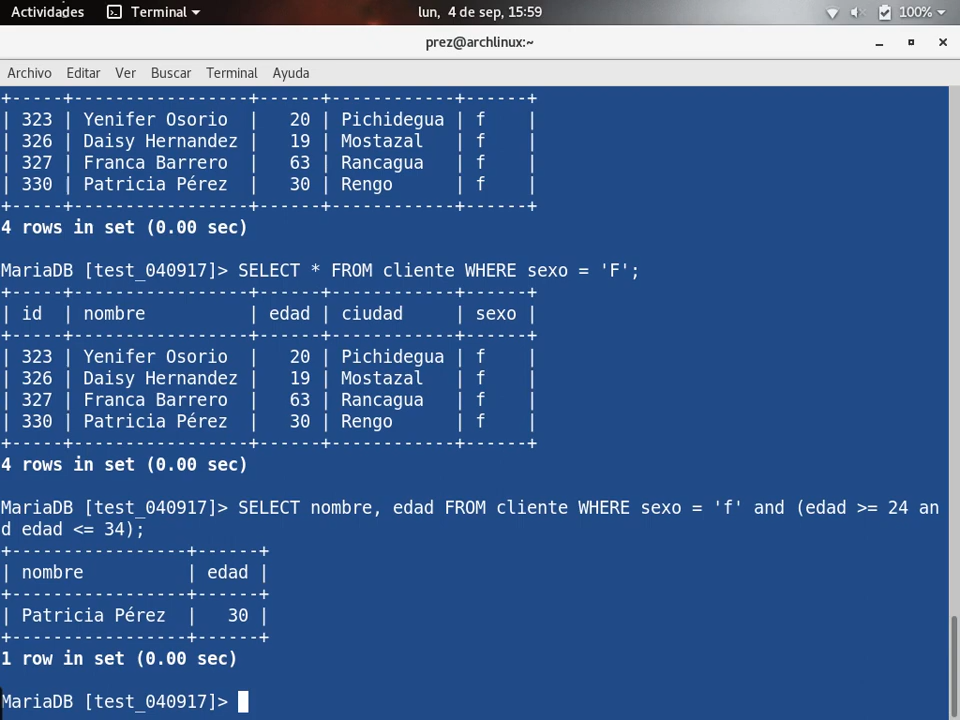 Actividades Terminal lun, 4 de sep, 15:59 100%
prez@archlinux:~
Archivo Editar Ver Buscar Terminal Ayuda
+-----+-----------------+------+------------+------+
| 323 | Yenifer Osorio  |   20 | Pichidegua | f    |
| 326 | Daisy Hernandez |   19 | Mostazal   | f    |
| 327 | Franca Barrero  |   63 | Rancagua   | f    |
| 330 | Patricia Pérez  |   30 | Rengo      | f    |
+-----+-----------------+------+------------+------+
4 rows in set (0.00 sec)
MariaDB [test_040917]> SELECT * FROM cliente WHERE sexo = 'F';
+-----+-----------------+------+------------+------+
| id  | nombre          | edad | ciudad     | sexo |
+-----+-----------------+------+------------+------+
| 323 | Yenifer Osorio  |   20 | Pichidegua | f    |
| 326 | Daisy Hernandez |   19 | Mostazal   | f    |
| 327 | Franca Barrero  |   63 | Rancagua   | f    |
| 330 | Patricia Pérez  |   30 | Rengo      | f    |
+-----+-----------------+------+------------+------+
4 rows in set (0.00 sec)
MariaDB [test_040917]> SELECT nombre, edad FROM cliente WHERE sexo = 'f' and (edad >= 24 an
d edad <= 34);
+-----------------+------+
| nombre          | edad |
+-----------------+------+
| Patricia Pérez  |   30 |
+-----------------+------+
1 row in set (0.00 sec)
MariaDB [test_040917]>